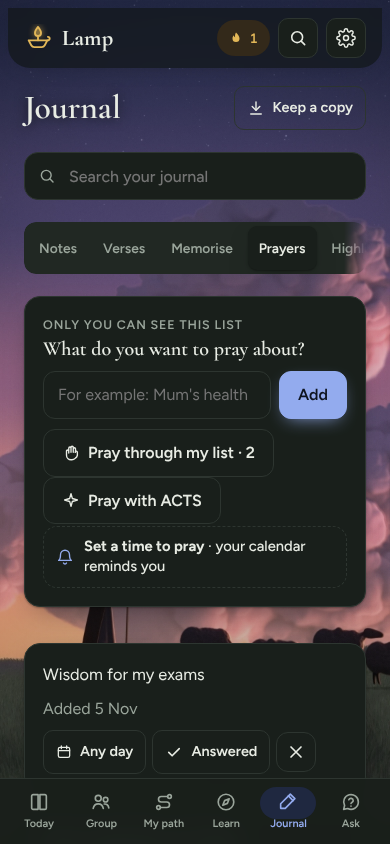 Lamp
1
Journal
Keep a copy
Search your journal
Notes
Verses
Memorise
Prayers
High
ONLY YOU CAN SEE THIS LIST
What do you want to pray about?
For example: Mum's health
Add
Pray through my list · 2
Pray with ACTS
Set a time to pray · your calendar
reminds you
Wisdom for my exams
Added 5 Nov
Any day
Answered
Today
Group
My path
Learn
Journal
Ask